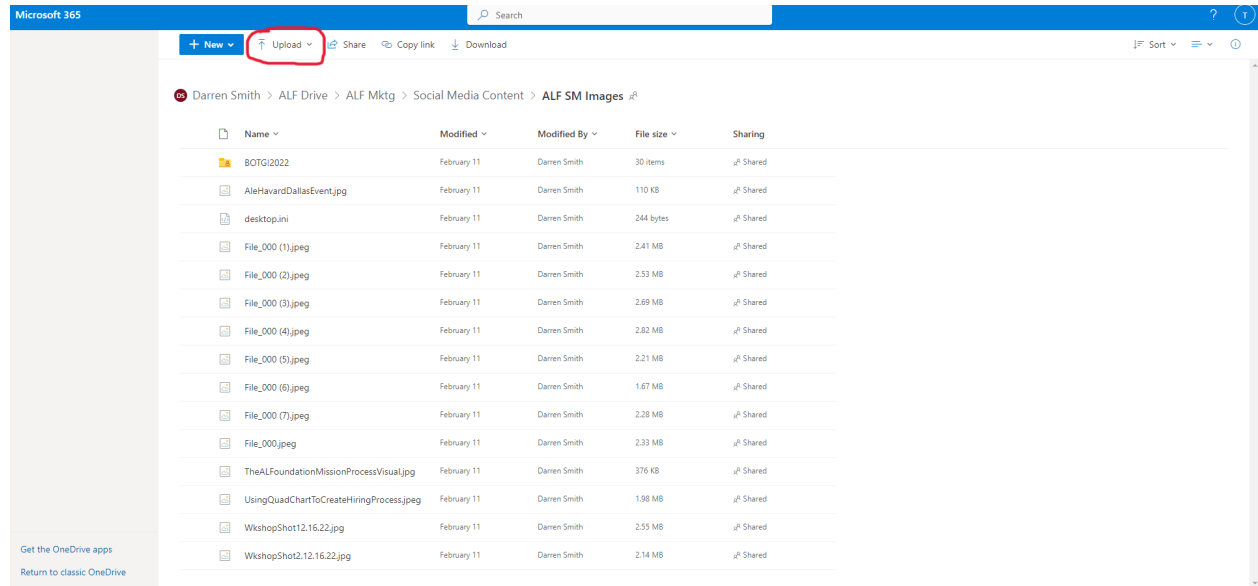 Microsoft 365 Search ? T
+ New Upload Share Copy link Download Sort
DS Darren Smith > ALF Drive > ALF Mktg > Social Media Content > ALF SM Images
Name Modified Modified By File size Sharing
BOTGI2022 February 11 Darren Smith 30 items Shared
AleHavardDallasEvent.jpg February 11 Darren Smith 110 KB Shared
desktop.ini February 11 Darren Smith 244 bytes Shared
File_000 (1).jpeg February 11 Darren Smith 2.41 MB Shared
File_000 (2).jpeg February 11 Darren Smith 2.53 MB Shared
File_000 (3).jpeg February 11 Darren Smith 2.69 MB Shared
File_000 (4).jpeg February 11 Darren Smith 2.82 MB Shared
File_000 (5).jpeg February 11 Darren Smith 2.21 MB Shared
File_000 (6).jpeg February 11 Darren Smith 1.67 MB Shared
File_000 (7).jpeg February 11 Darren Smith 2.28 MB Shared
File_000.jpeg February 11 Darren Smith 2.33 MB Shared
TheALFoundationMissionProcessVisual.jpg February 11 Darren Smith 376 KB Shared
UsingQuadChartToCreateHiringProcess.jpeg February 11 Darren Smith 1.98 MB Shared
WkshopShot12.16.22.jpg February 11 Darren Smith 2.55 MB Shared
WkshopShot2.12.16.22.jpg February 11 Darren Smith 2.14 MB Shared
Get the OneDrive apps
Return to classic OneDrive